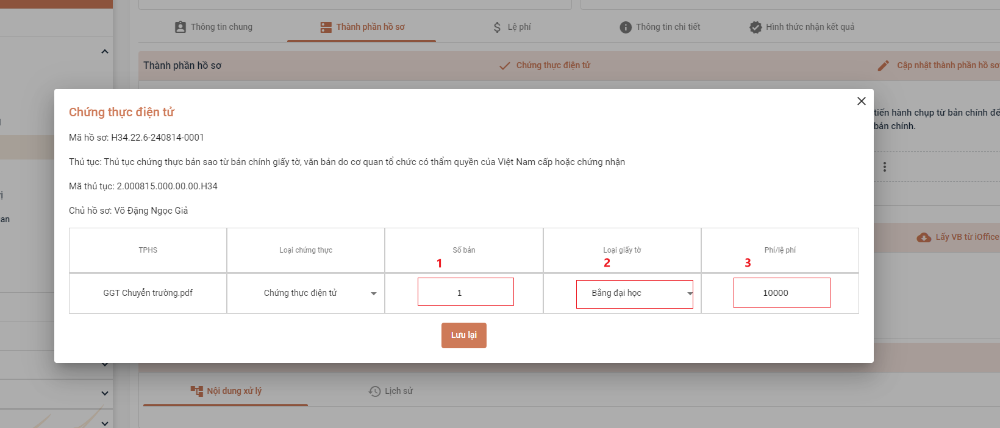 Thông tin chung
Thành phần hồ sơ
Lệ phí
Thông tin chi tiết
Hình thức nhận kết quả
Thành phần hồ sơ
Chứng thực điện tử
Cập nhật thành phần hồ sơ
tiến hành chụp từ bản chính để
bản chính.
Chứng thực điện tử
Mã hồ sơ: H34.22.6-240814-0001
Thủ tục: Thủ tục chứng thực bản sao từ bản chính giấy tờ, văn bản do cơ quan tổ chức có thẩm quyền của Việt Nam cấp hoặc chứng nhận
Mã thủ tục: 2.000815.000.00.00.H34
Chủ hồ sơ: Võ Đặng Ngọc Giả
TPHS
Loại chứng thực
Số bản
Loại giấy tờ
Phí/lệ phí
1
2
3
GGT Chuyển trường.pdf
Chứng thực điện tử
1
Bằng đại học
10000
Lưu lại
an
Lấy VB từ iOffice
Nội dung xử lý
Lịch sử